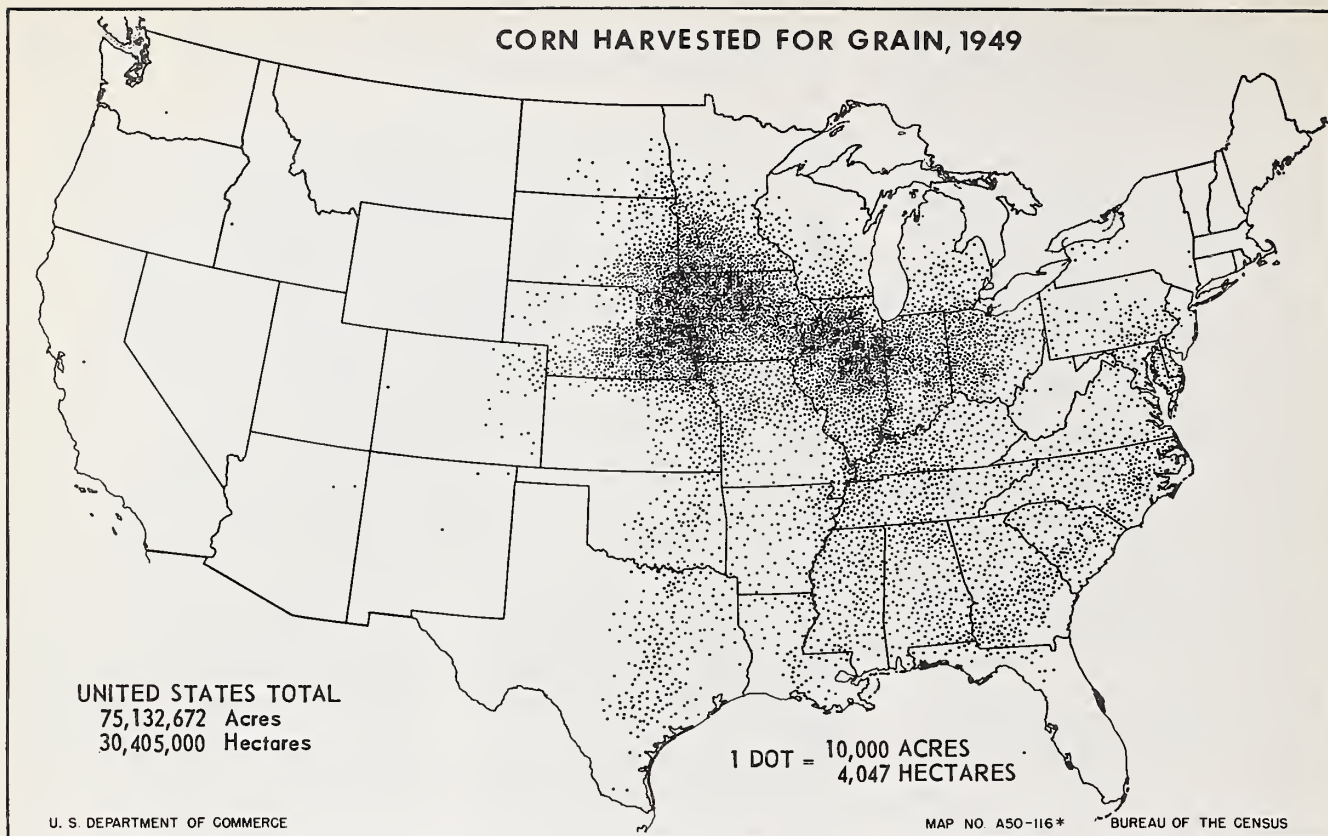 CORN HARVESTED FOR GRAIN, 1949
UNITED STATES TOTAL
75,132,672 Acres
30,405,000 Hectares
1 DOT = 10,000 ACRES
4,047 HECTARES
U. S. DEPARTMENT OF COMMERCE
MAP NO. A50-116*
BUREAU OF THE CENSUS